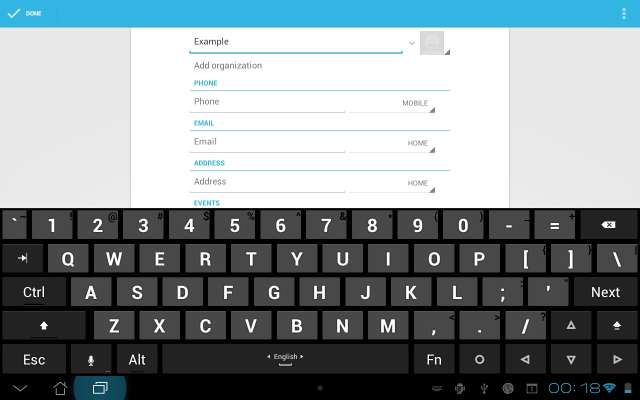 DONE
Example
Add organization
PHONE
Phone MOBILE
EMAIL
Email HOME
ADDRESS
Address HOME
EVENTS
` ~ 1 ! 2 @ 3 # 4 $ 5 % 6 ^ 7 & 8 * 9 ( 0 ) - _ = +
Q W E R T Y U I O P [ { ] } \ |
Ctrl A S D F G H J K L ; : ' " Next
Z X C V B N M , < . > / ?
Esc Alt English Fn
00:18